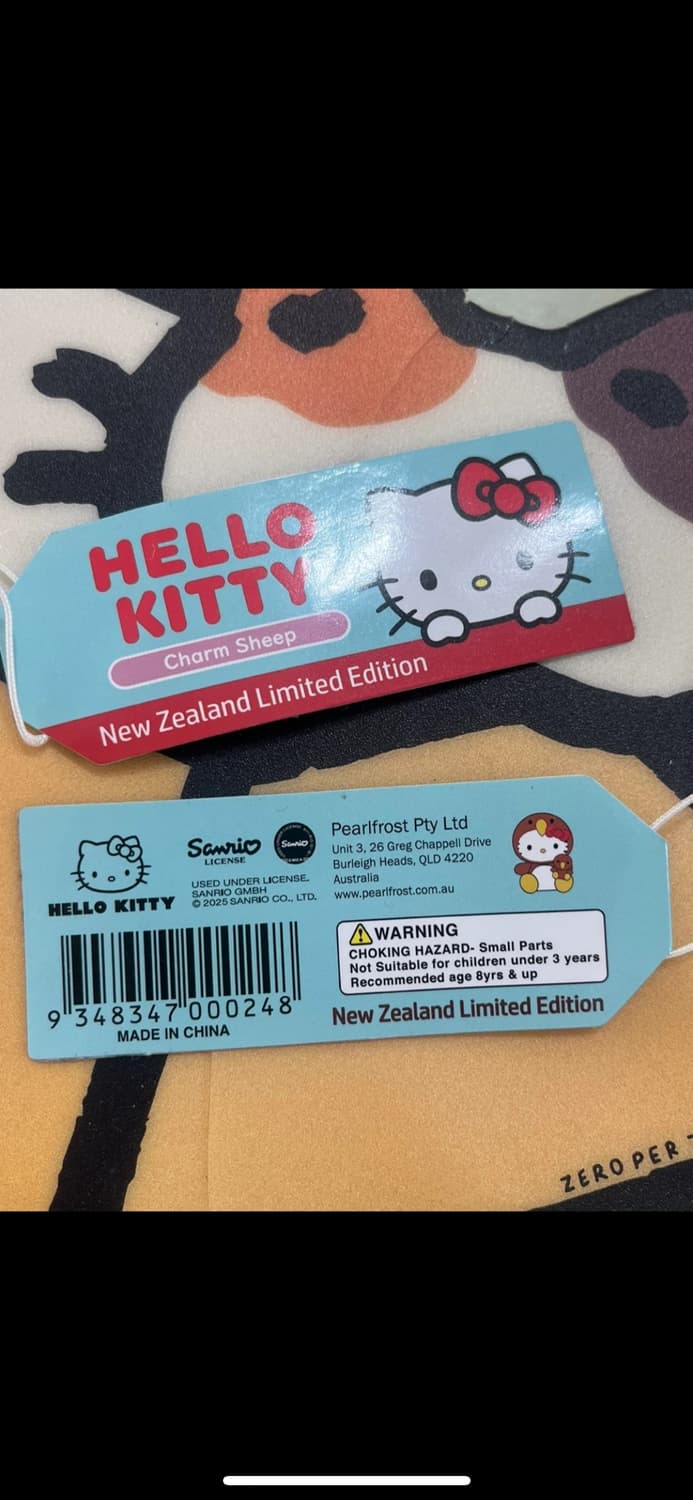 HELLO
KITTY
Charm Sheep
New Zealand Limited Edition
HELLO KITTY
Sanrio
LICENSE
Sanrio
USED UNDER LICENSE.
SANRIO GMBH
© 2025 SANRIO CO., LTD.
Pearlfrost Pty Ltd
Unit 3, 26 Greg Chappell Drive
Burleigh Heads, QLD 4220
Australia
www.pearlfrost.com.au
9 348347 000248
MADE IN CHINA
WARNING
CHOKING HAZARD- Small Parts
Not Suitable for children under 3 years
Recommended age 8yrs & up
New Zealand Limited Edition
ZERO PER